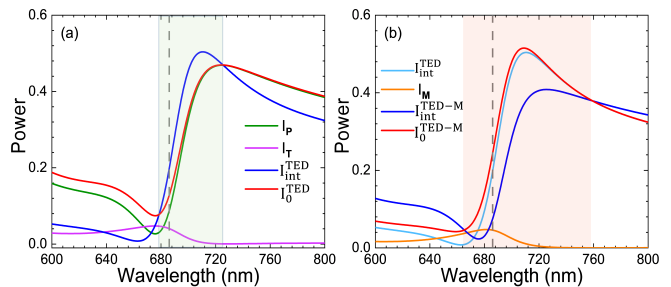 (a)
0.6
0.4
0.2
0.0
Power
I_P
I_T
I_int^TED
I_0^TED
600 640 680 720 760 800
Wavelength (nm)
(b)
0.6
0.4
0.2
0.0
Power
I_int^TED
I_M
I_int^TED−M
I_0^TED−M
600 640 680 720 760 800
Wavelength (nm)